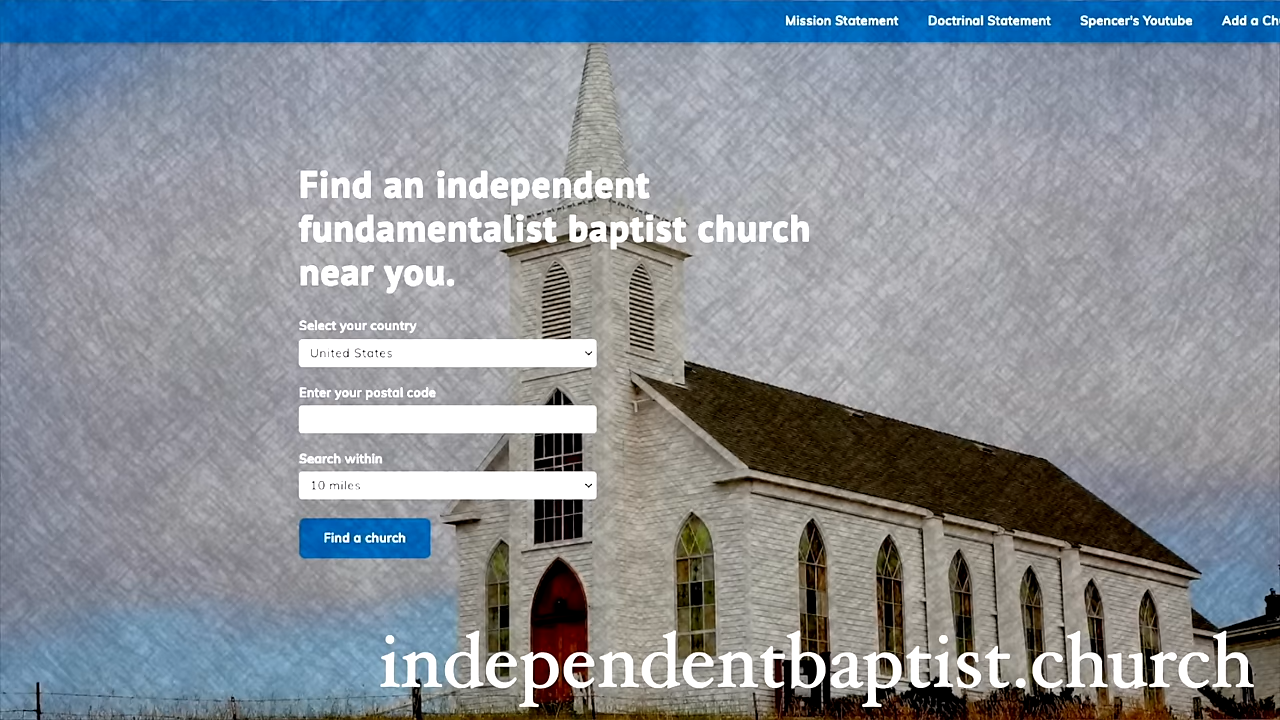 Mission Statement Doctrinal Statement Spencer's Youtube Add a
Find an independent
fundamentalist baptist church
near you.
Select your country
United States
Enter your postal code
Search within
10 miles
Find a church
independentbaptist.church